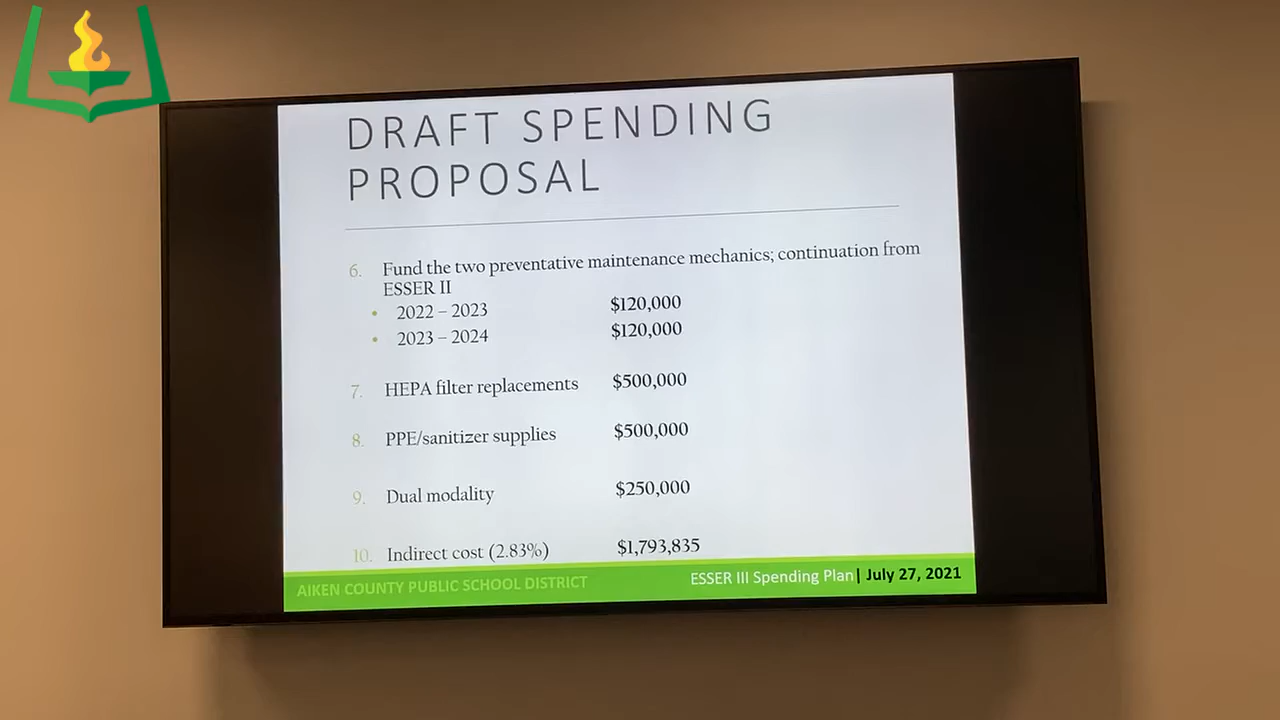 DRAFT SPENDING
PROPOSAL
6. Fund the two preventative maintenance mechanics; continuation from
ESSER II
• 2022 – 2023 $120,000
• 2023 – 2024 $120,000
7. HEPA filter replacements $500,000
8. PPE/sanitizer supplies $500,000
9. Dual modality $250,000
10. Indirect cost (2.83%) $1,793,835
AIKEN COUNTY PUBLIC SCHOOL DISTRICT ESSER III Spending Plan| July 27, 2021